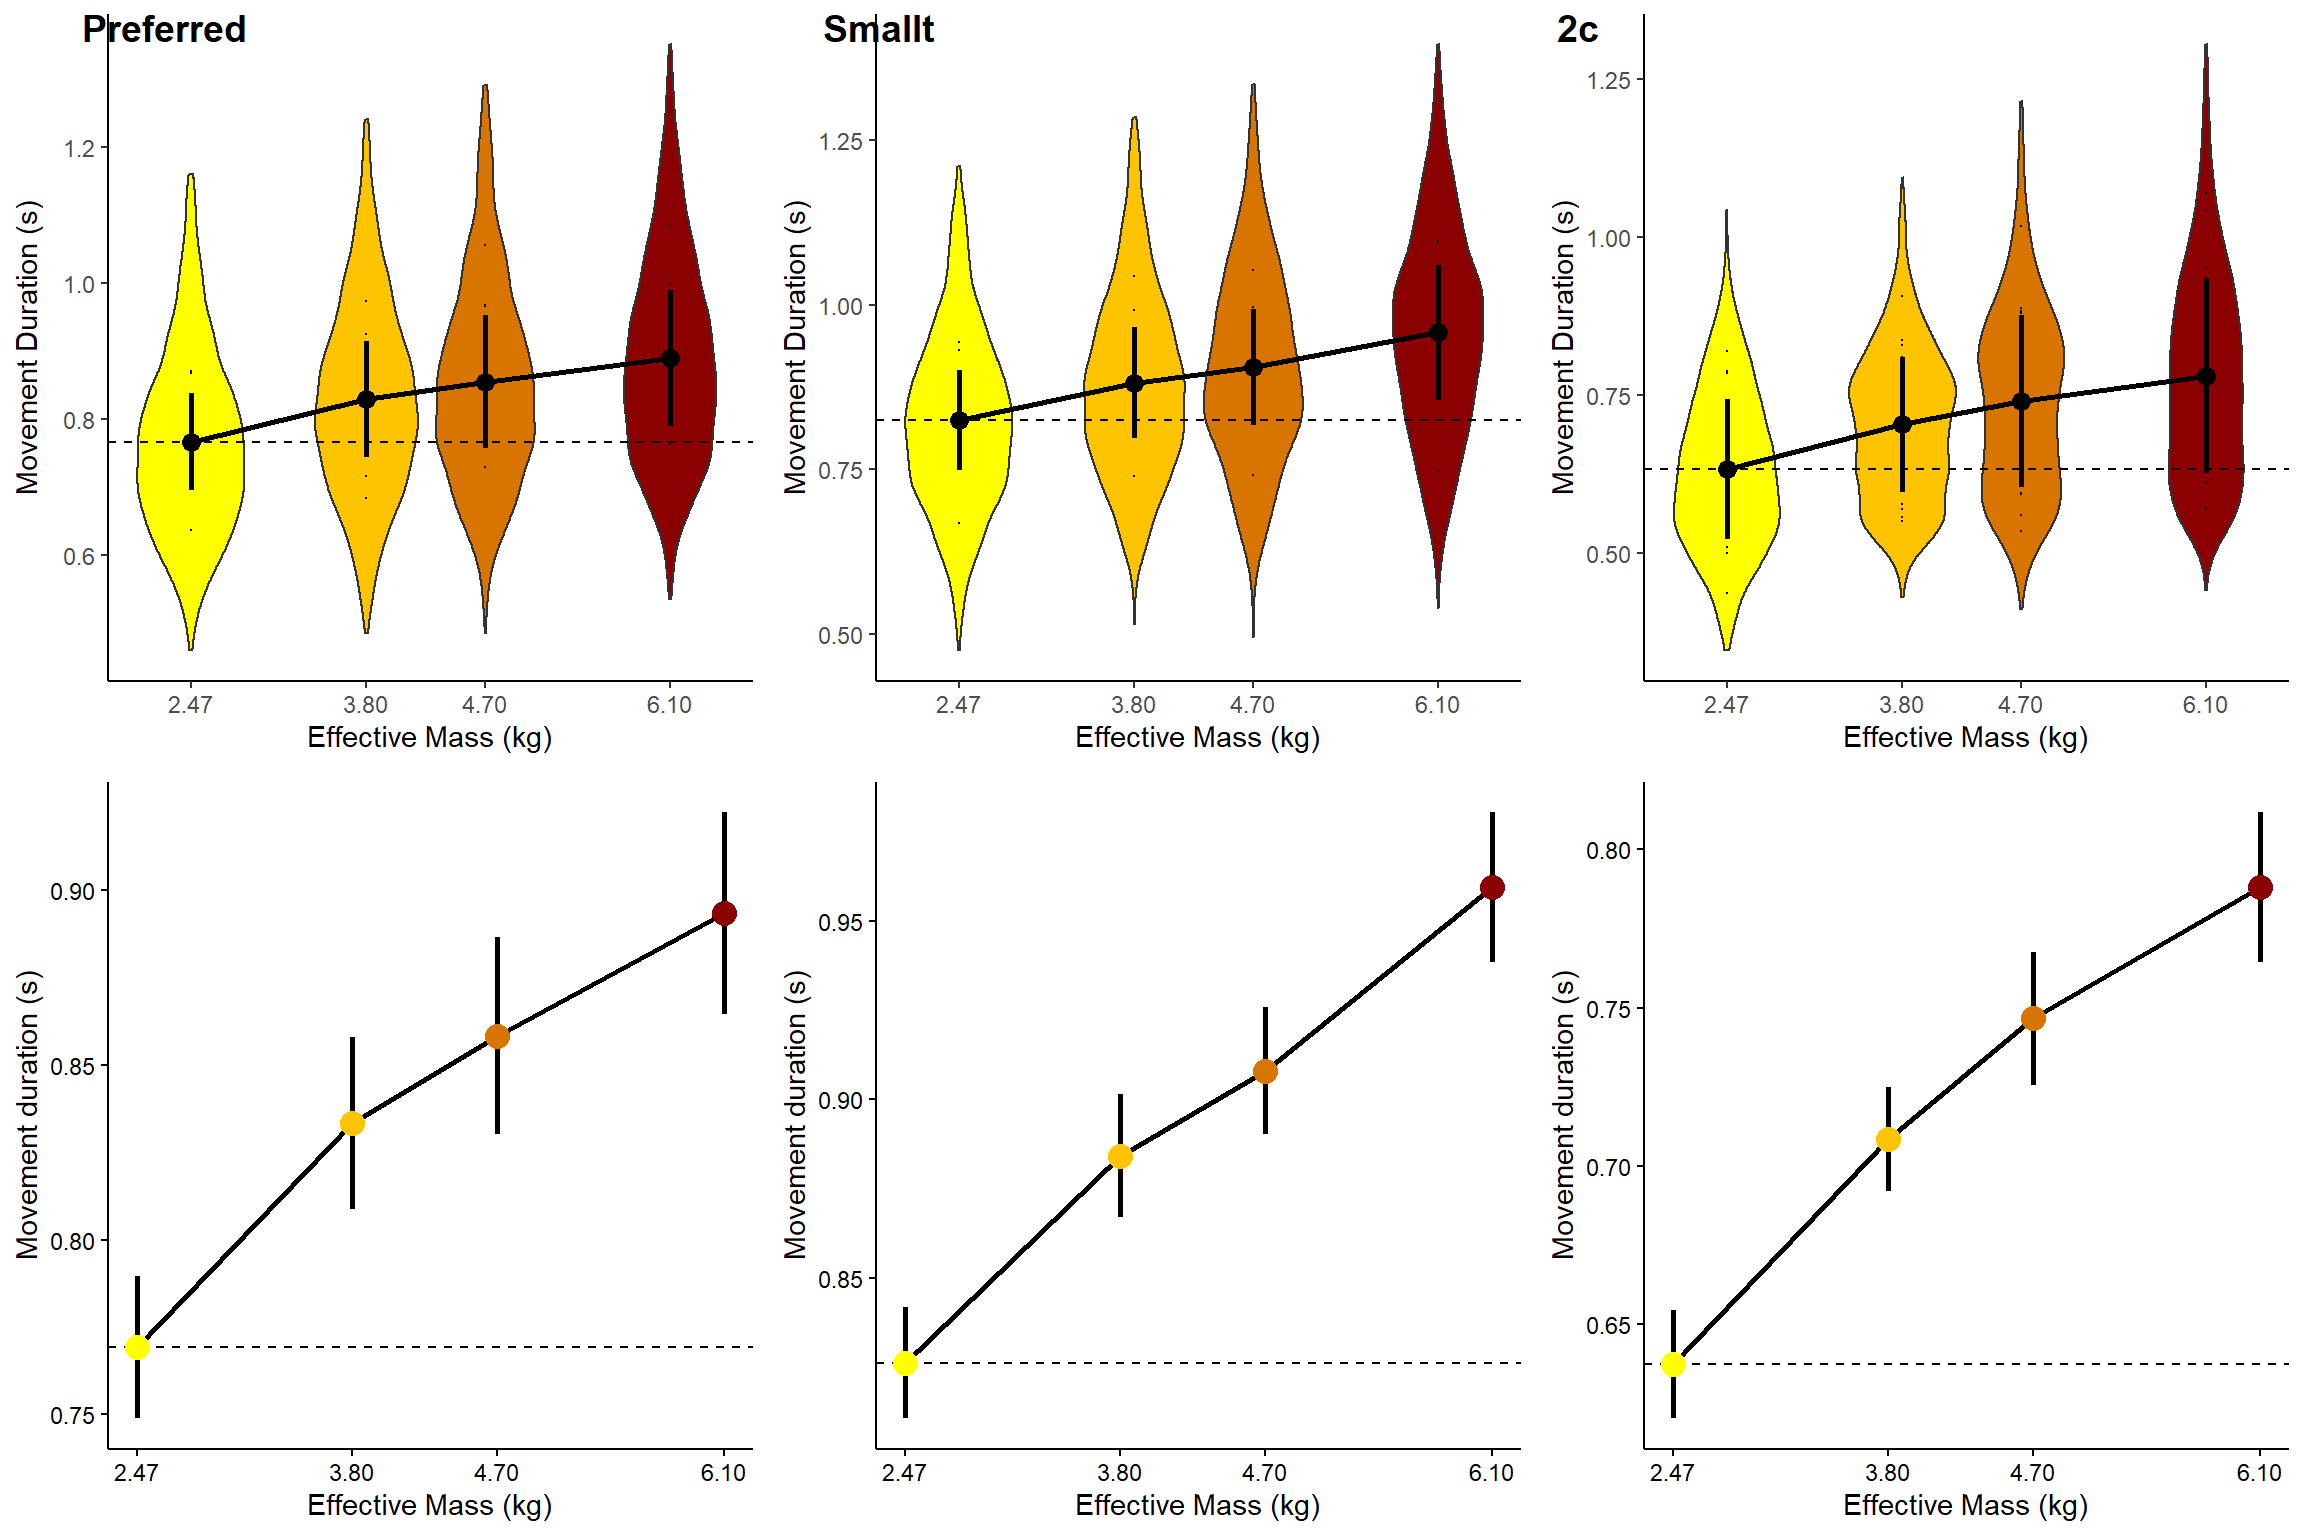 Preferred
Movement Duration (s)
1.2
1.0
0.8
0.6
2.47 3.80 4.70 6.10
Effective Mass (kg)
Smallt
Movement Duration (s)
1.25
1.00
0.75
0.50
2.47 3.80 4.70 6.10
Effective Mass (kg)
2c
Movement Duration (s)
1.25
1.00
0.75
0.50
2.47 3.80 4.70 6.10
Effective Mass (kg)
Movement duration (s)
0.90
0.85
0.80
0.75
2.47 3.80 4.70 6.10
Effective Mass (kg)
Movement duration (s)
0.95
0.90
0.85
2.47 3.80 4.70 6.10
Effective Mass (kg)
Movement duration (s)
0.80
0.75
0.70
0.65
2.47 3.80 4.70 6.10
Effective Mass (kg)